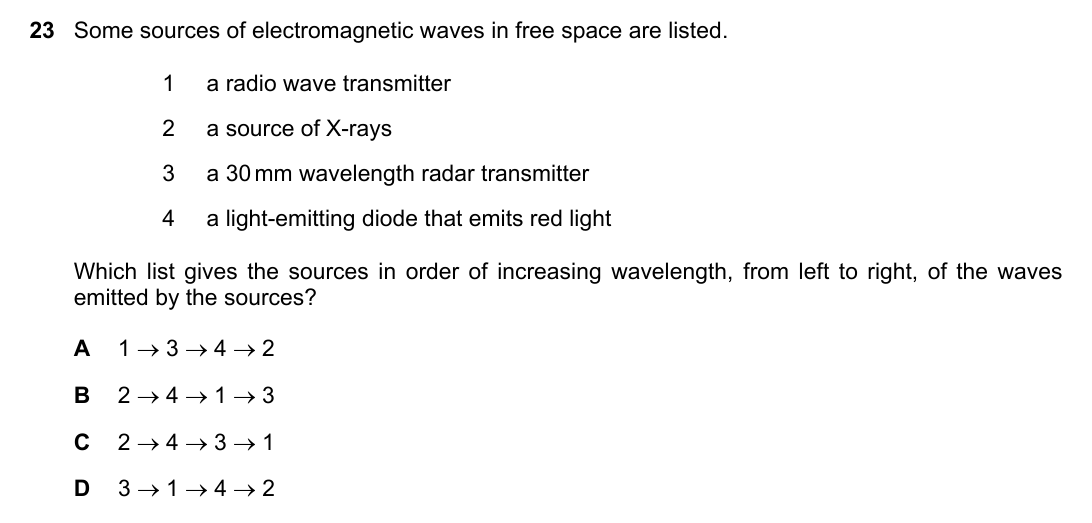 23 Some sources of electromagnetic waves in free space are listed.
1 a radio wave transmitter
2 a source of X-rays
3 a 30 mm wavelength radar transmitter
4 a light-emitting diode that emits red light
Which list gives the sources in order of increasing wavelength, from left to right, of the waves
emitted by the sources?
A 1 → 3 → 4 → 2
B 2 → 4 → 1 → 3
C 2 → 4 → 3 → 1
D 3 → 1 → 4 → 2